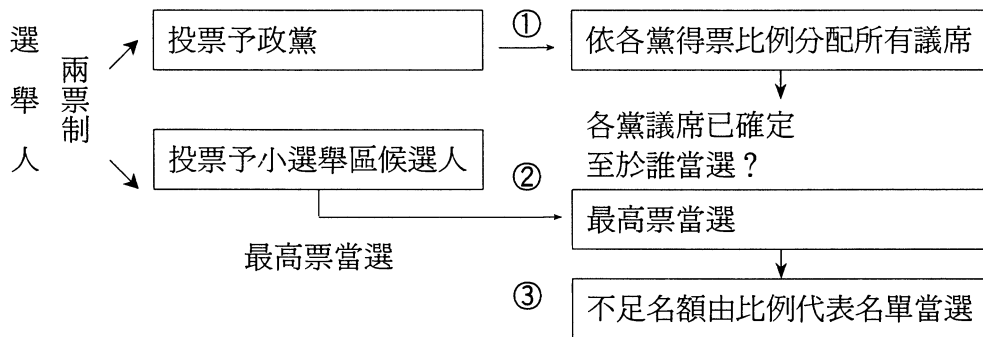 選舉人
兩票制
投票予政黨
①
依各黨得票比例分配所有議席
各黨議席已確定
至於誰當選？
投票予小選舉區候選人
②
最高票當選
最高票當選
③
不足名額由比例代表名單當選